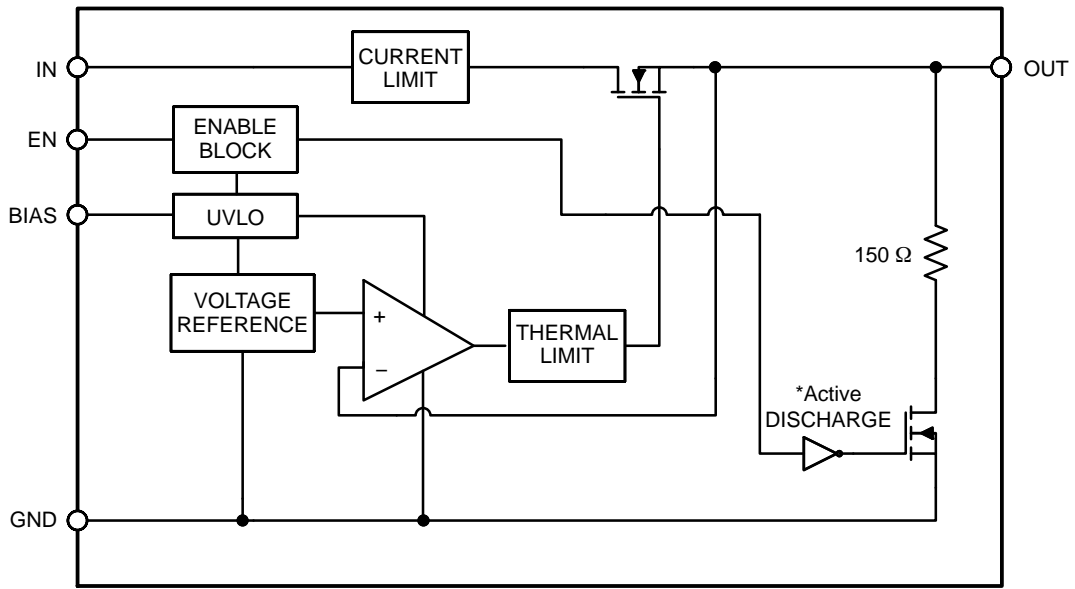 IN
CURRENT
LIMIT
OUT
EN
ENABLE
BLOCK
BIAS
UVLO
150 Ω
VOLTAGE
REFERENCE
+
−
THERMAL
LIMIT
*Active
DISCHARGE
GND